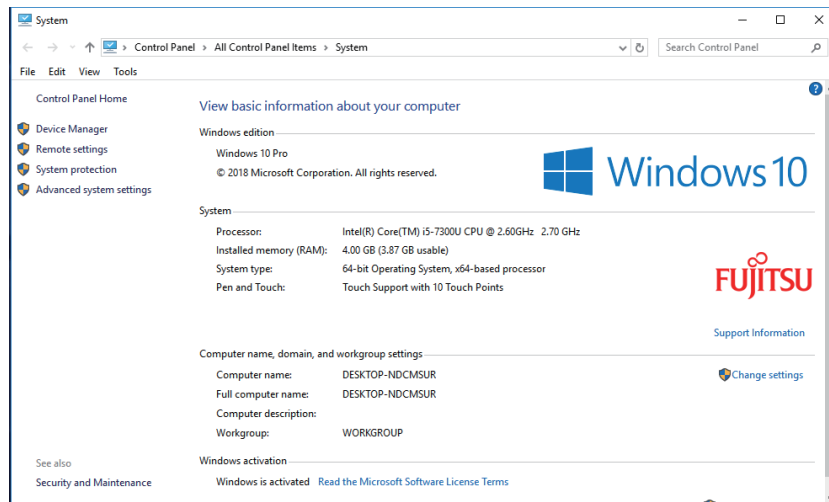 System
Control Panel › All Control Panel Items › System
Search Control Panel
File Edit View Tools
Control Panel Home
Device Manager
Remote settings
System protection
Advanced system settings
See also
Security and Maintenance
?
View basic information about your computer
Windows edition
Windows 10 Pro
© 2018 Microsoft Corporation. All rights reserved.
Windows 10
System
Processor: Intel(R) Core(TM) i5-7300U CPU @ 2.60GHz 2.70 GHz
Installed memory (RAM): 4.00 GB (3.87 GB usable)
System type: 64-bit Operating System, x64-based processor
Pen and Touch: Touch Support with 10 Touch Points
FUJITSU
Support Information
Computer name, domain, and workgroup settings
Computer name: DESKTOP-NDCMSUR
Change settings
Full computer name: DESKTOP-NDCMSUR
Computer description:
Workgroup: WORKGROUP
Windows activation
Windows is activated Read the Microsoft Software License Terms